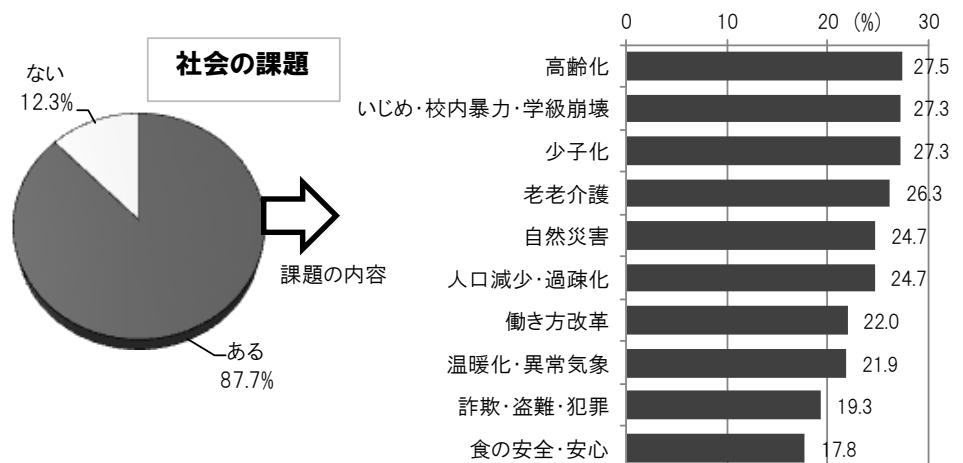 社会の課題
ない
12.3%
ある
87.7%
課題の内容
0 10 20 (%) 30
高齢化 27.5
いじめ・校内暴力・学級崩壊 27.3
少子化 27.3
老老介護 26.3
自然災害 24.7
人口減少・過疎化 24.7
働き方改革 22.0
温暖化・異常気象 21.9
詐欺・盗難・犯罪 19.3
食の安全・安心 17.8